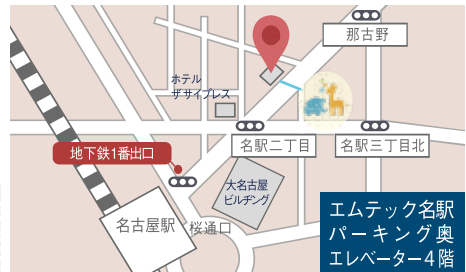 那古野
ホテル
ザサイプレス
名駅二丁目
名駅三丁目北
地下鉄1番出口
大名古屋
ビルヂング
名古屋駅
桜通口
エムテック名駅
パーキング奥
エレベーター4階